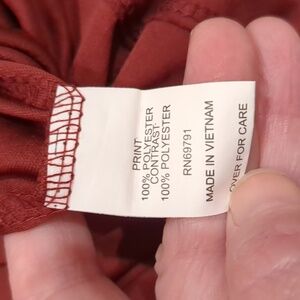 PRINT
100% POLYESTER
CONTRAST-
100% POLYESTER
RN69791
MADE IN VIETNAM
OVER FOR CARE